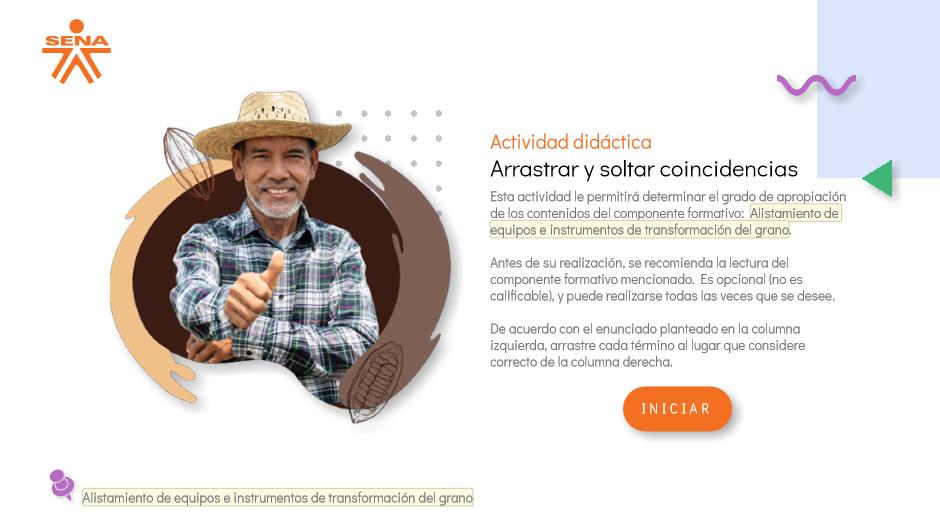 SENA
Actividad didáctica
Arrastrar y soltar coincidencias
Esta actividad le permitirá determinar el grado de apropiación
de los contenidos del componente formativo: Alistamiento de
equipos e instrumentos de transformación del grano.
Antes de su realización, se recomienda la lectura del
componente formativo mencionado. Es opcional (no es
calificable), y puede realizarse todas las veces que se desee.
De acuerdo con el enunciado planteado en la columna
izquierda, arrastre cada término al lugar que considere
correcto de la columna derecha.
INICIAR
Alistamiento de equipos e instrumentos de transformación del grano